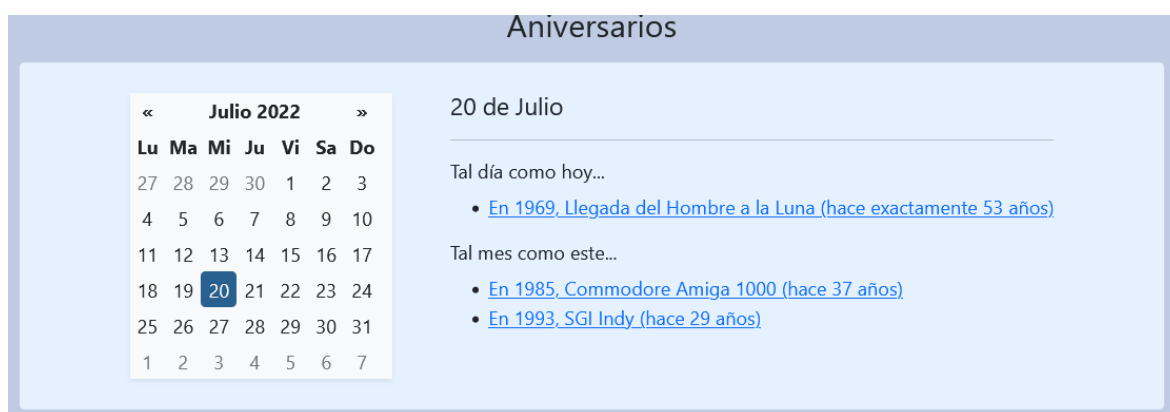 Aniversarios
« Julio 2022 »
Lu Ma Mi Ju Vi Sa Do
27 28 29 30 1 2 3
4 5 6 7 8 9 10
11 12 13 14 15 16 17
18 19 20 21 22 23 24
25 26 27 28 29 30 31
1 2 3 4 5 6 7
20 de Julio
Tal día como hoy...
• En 1969, Llegada del Hombre a la Luna (hace exactamente 53 años)
Tal mes como este...
• En 1985, Commodore Amiga 1000 (hace 37 años)
• En 1993, SGI Indy (hace 29 años)